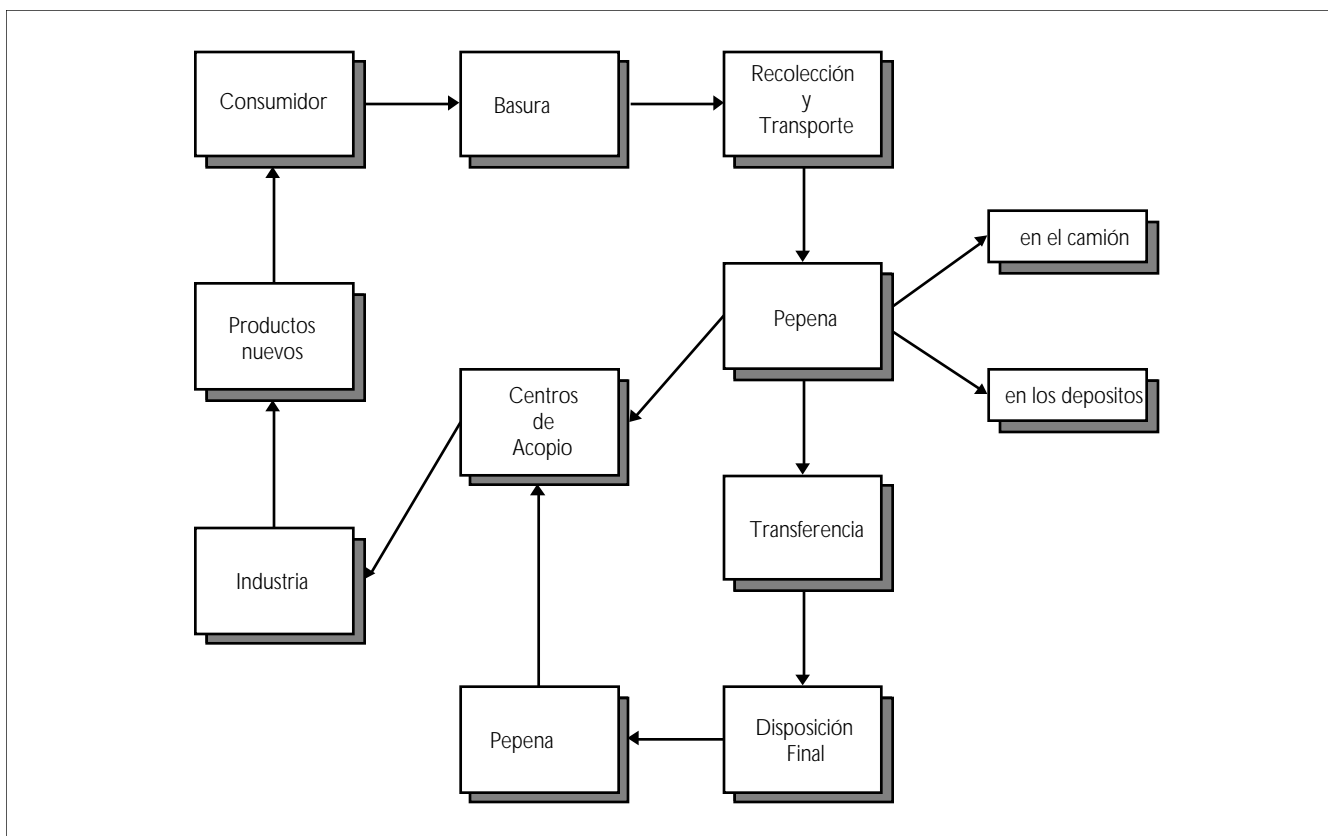 Consumidor
Basura
Recolección
y
Transporte
en el camión
Pepena
Productos
nuevos
en los depositos
Centros
de
Acopio
Transferencia
Industria
Pepena
Disposición
Final